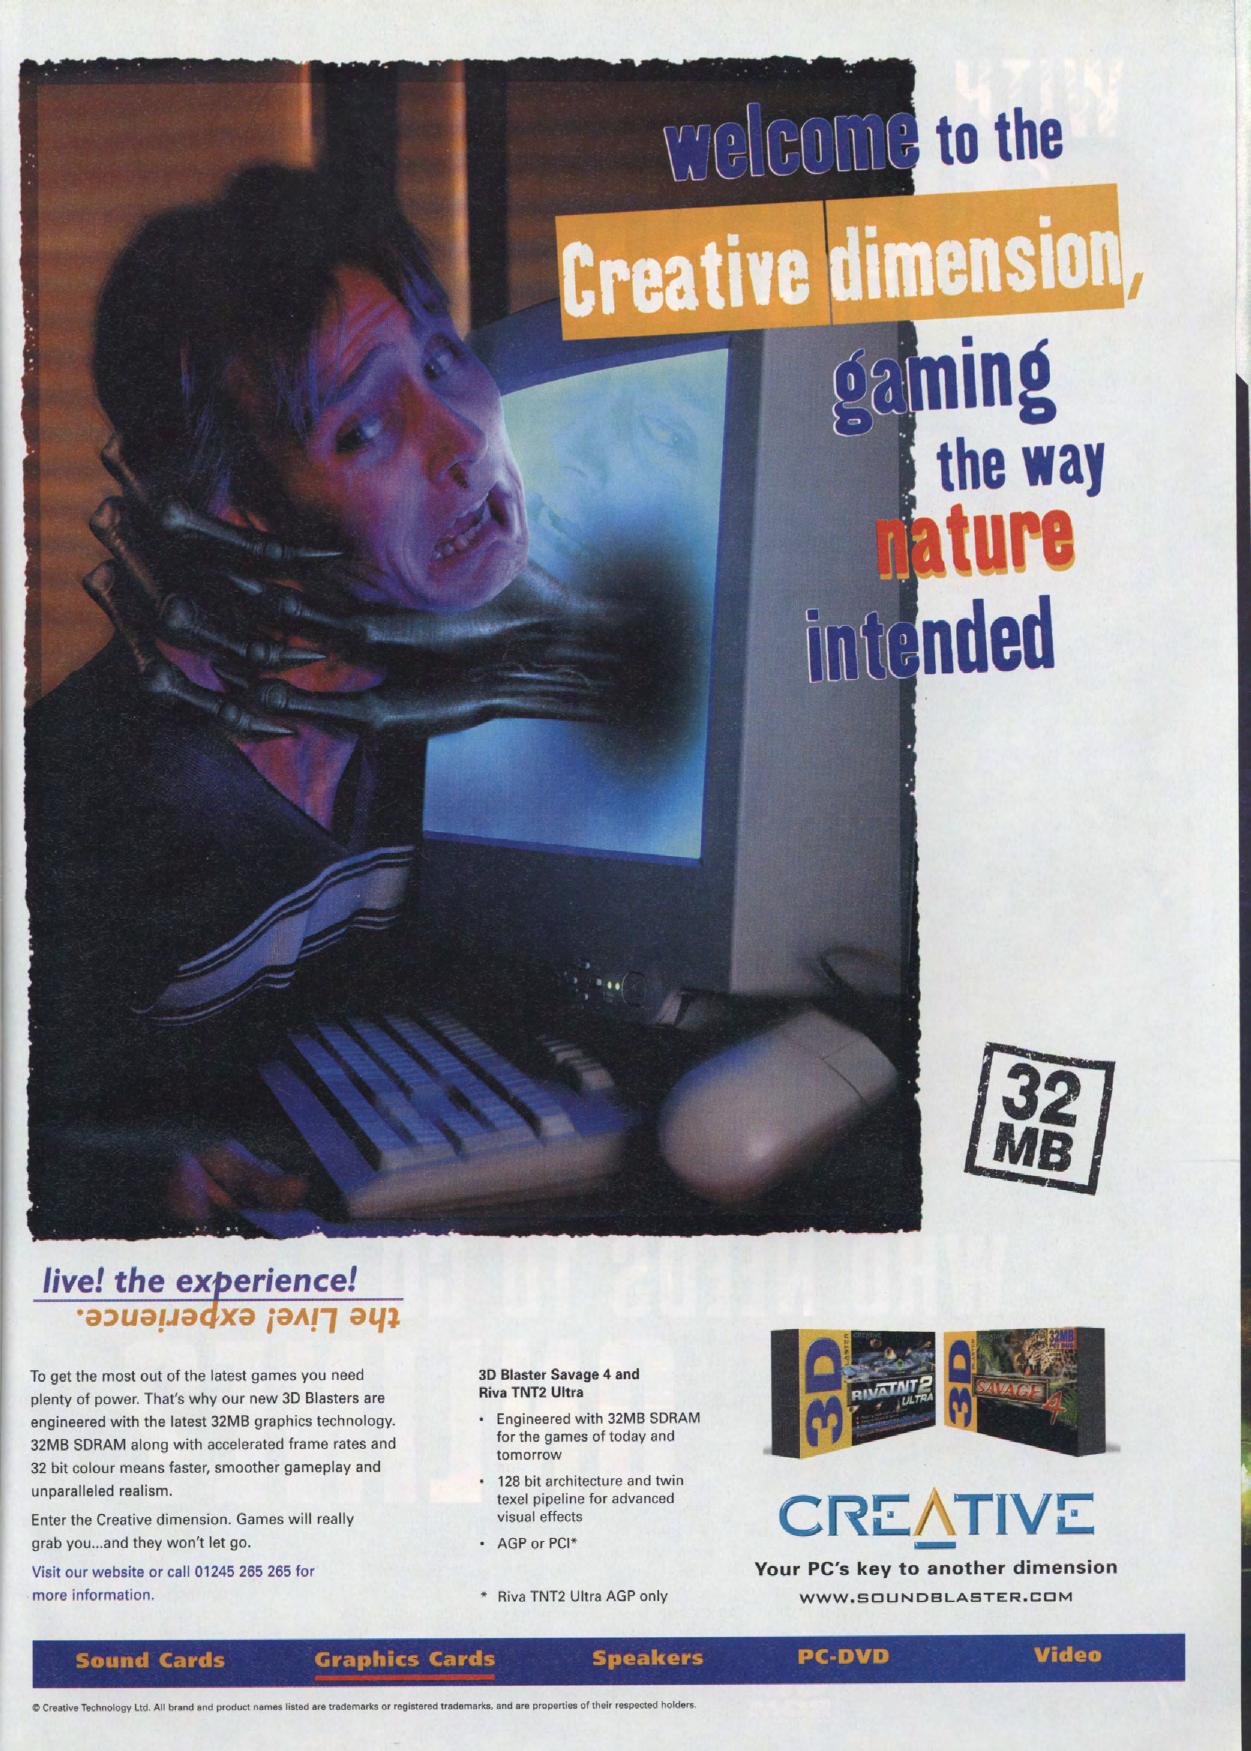 welcome to the
Creative dimension,
gaming
the way
nature
intended
32
MB
live! the experience!
the Live! experience.
To get the most out of the latest games you need
plenty of power. That's why our new 3D Blasters are
engineered with the latest 32MB graphics technology.
32MB SDRAM along with accelerated frame rates and
32 bit colour means faster, smoother gameplay and
unparalleled realism.
Enter the Creative dimension. Games will really
grab you...and they won't let go.
Visit our website or call 01245 265 265 for
more information.
3D Blaster Savage 4 and
Riva TNT2 Ultra
• Engineered with 32MB SDRAM
for the games of today and
tomorrow
• 128 bit architecture and twin
texel pipeline for advanced
visual effects
• AGP or PCI*
* Riva TNT2 Ultra AGP only
3D
BLASTER
CREATIVE
RIVA TNT2
ULTRA
3D
BLASTER
CREATIVE
32MB
SAVAGE
4
CREATIVE
Your PC's key to another dimension
WWW.SOUNDBLASTER.COM
Sound Cards Graphics Cards Speakers PC-DVD Video
© Creative Technology Ltd. All brand and product names listed are trademarks or registered trademarks, and are properties of their respected holders.